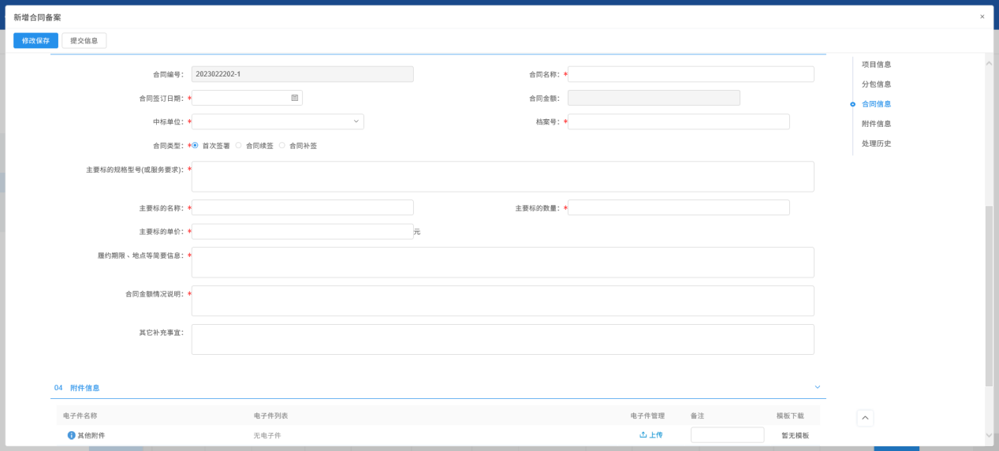 新增合同备案
×
修改保存 提交信息
合同编号： 2023022202-1 合同名称：*
合同签订日期：* 合同金额：
中标单位：* 档案号：*
合同类型：* 首次签署 合同续签 合同补签
主要标的规格型号(或服务要求)：*
主要标的名称：* 主要标的数量：*
主要标的单价：* 元
履约期限、地点等简要信息：*
合同金额情况说明：*
其它补充事宜：
04 附件信息
电子件名称 电子件列表 电子件管理 备注 模板下载
其他附件 无电子件 上传 暂无模板
项目信息
分包信息
合同信息
附件信息
处理历史